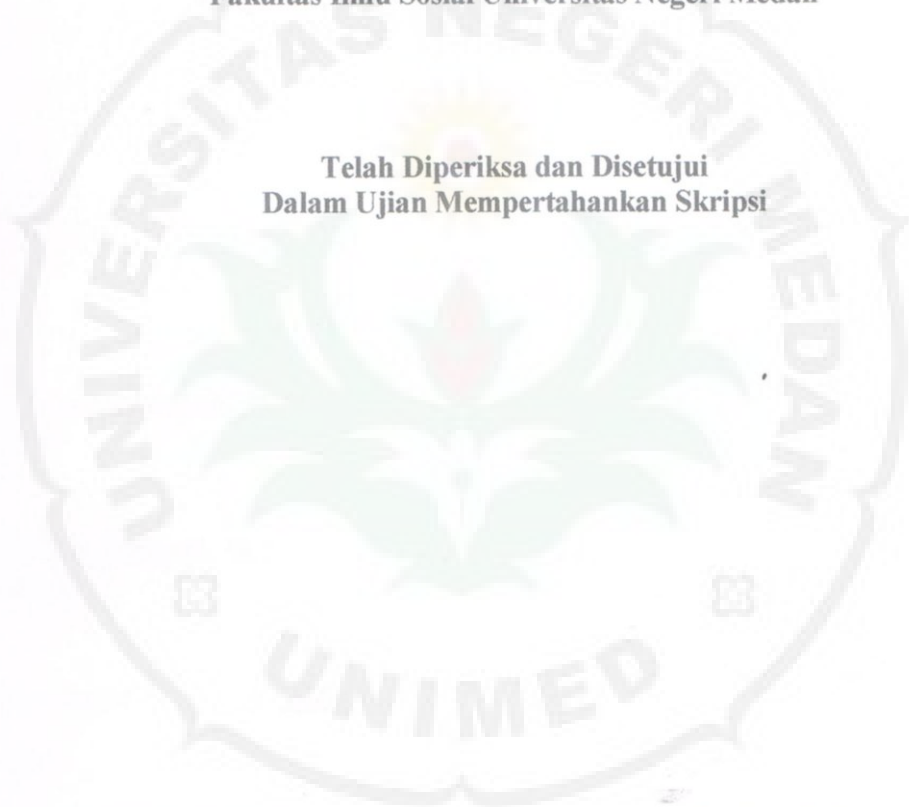 Fakultas Ilmu Sosial Universitas Negeri Medan
Telah Diperiksa dan Disetujui
Dalam Ujian Mempertahankan Skripsi
UNIVERSITAS NEGERI MEDAN
UNIMED